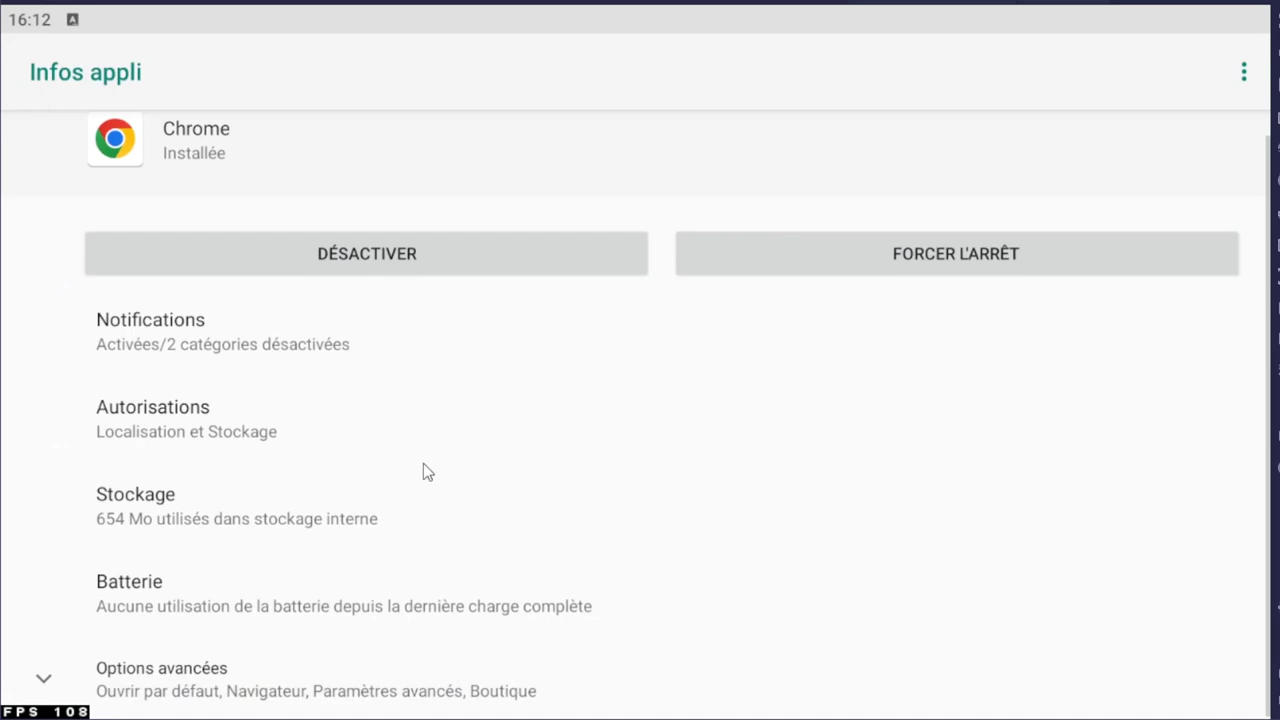 16:12
Infos appli
Chrome
Installée
DÉSACTIVER
FORCER L'ARRÊT
Notifications
Activées/2 catégories désactivées
Autorisations
Localisation et Stockage
Stockage
654 Mo utilisés dans stockage interne
Batterie
Aucune utilisation de la batterie depuis la dernière charge complète
Options avancées
Ouvrir par défaut, Navigateur, Paramètres avancés, Boutique
FPS 108